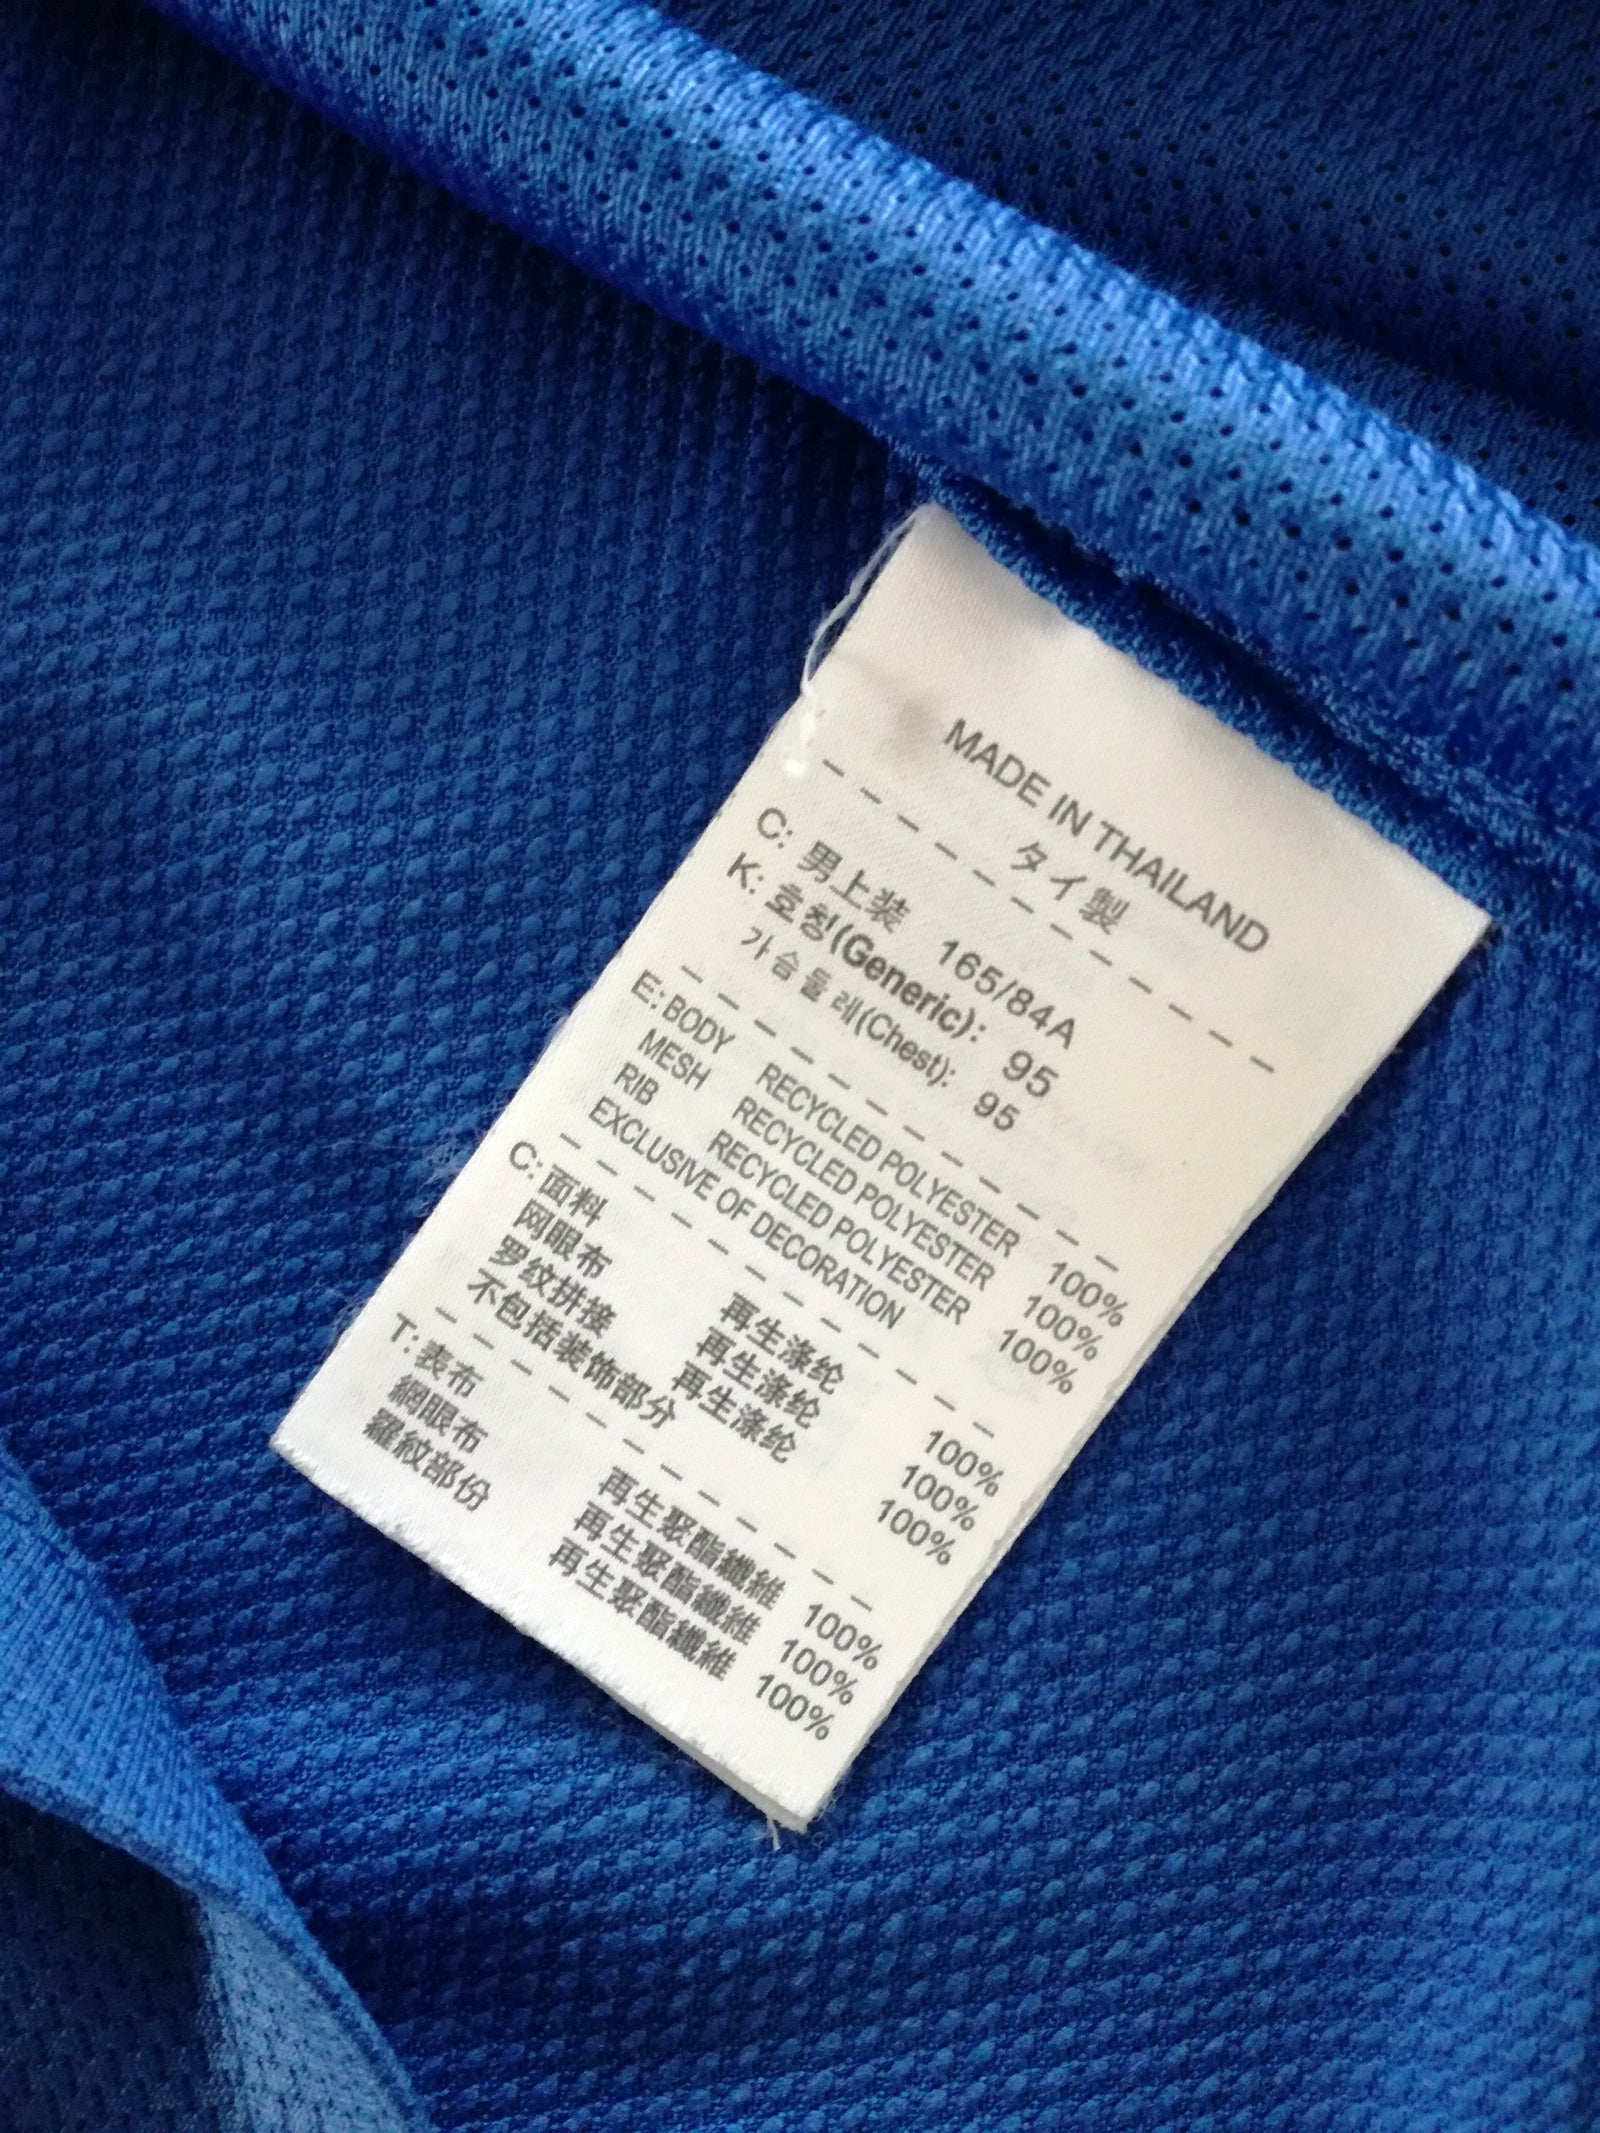 MADE IN THAILAND
タイ製
C: 男上装 165/84A
K: 호칭(Generic): 95
가슴둘레(Chest): 95
E: BODY RECYCLED POLYESTER 100%
MESH RECYCLED POLYESTER 100%
RIB RECYCLED POLYESTER 100%
EXCLUSIVE OF DECORATION
C: 面料 再生涤纶 100%
网眼布 再生涤纶 100%
罗纹拼接 再生涤纶 100%
不包括装饰部分
T: 表布 再生聚酯纖維 100%
網眼布 再生聚酯纖維 100%
羅紋部份 再生聚酯纖維 100%